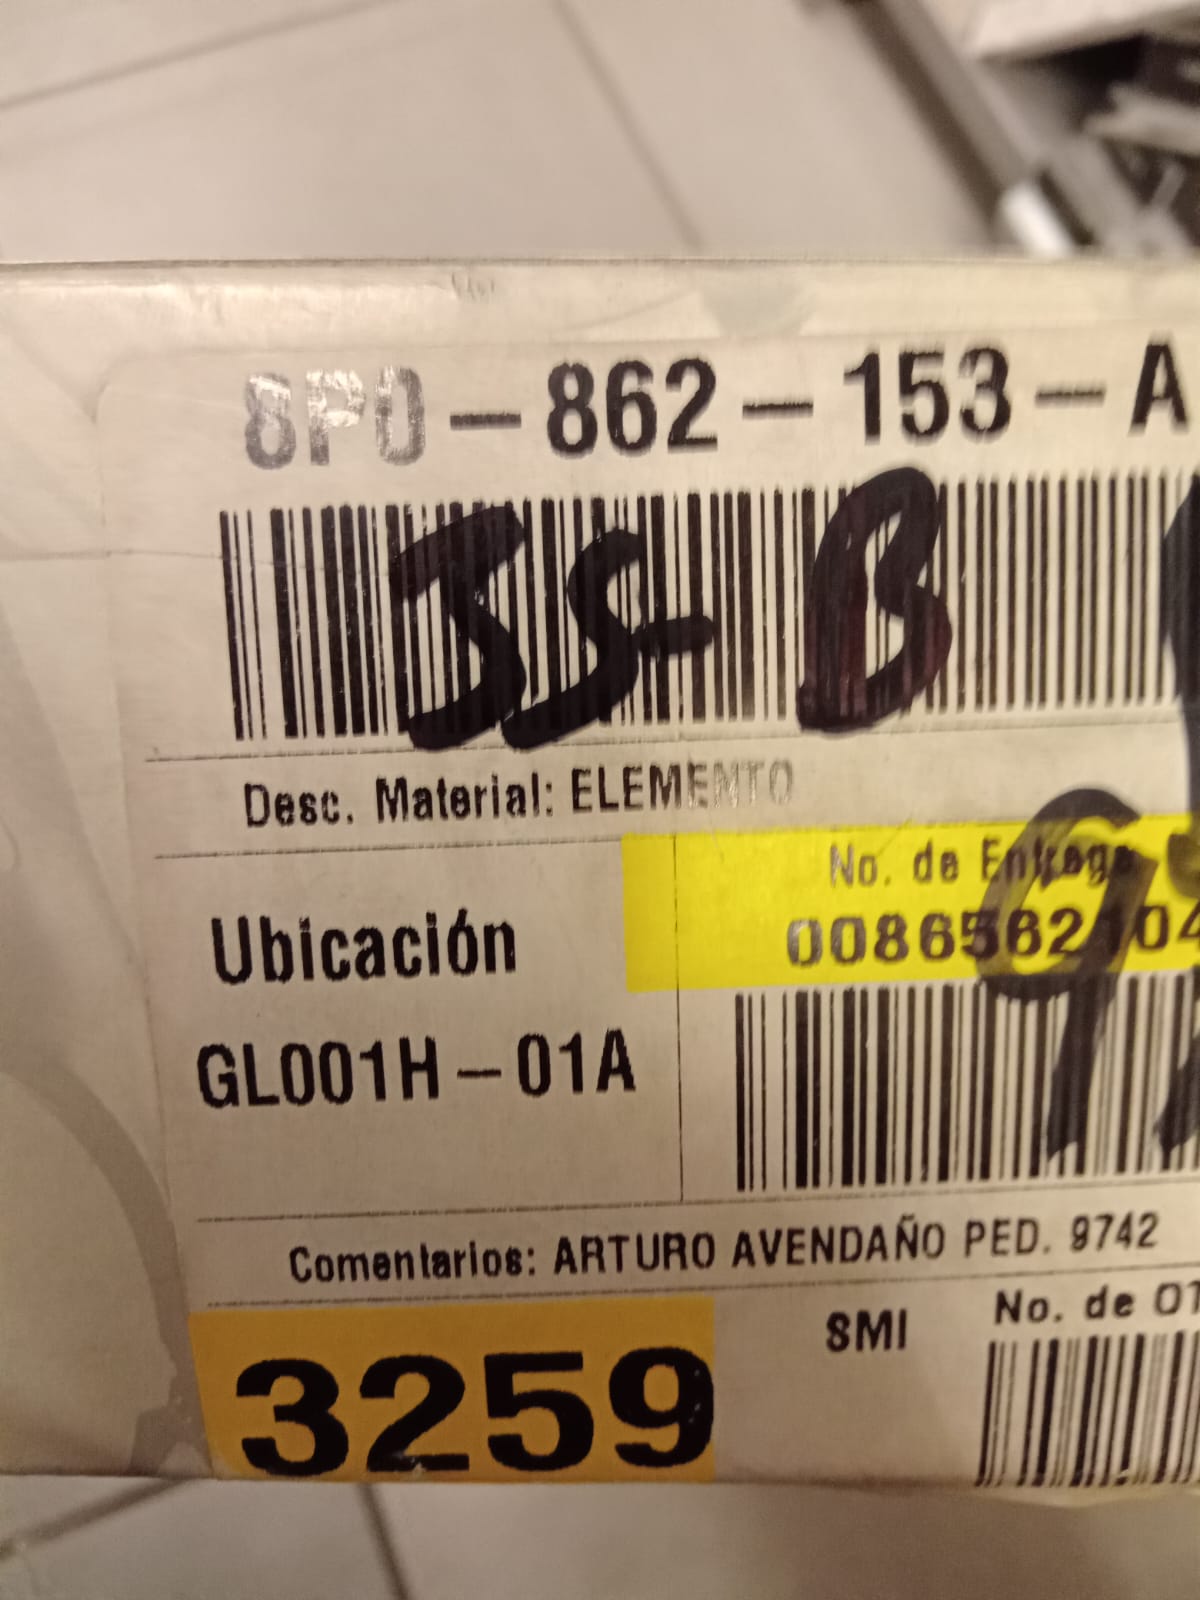 8P0-862-153-A
Desc. Material: ELEMENTO
No. de Entrega
Ubicación
GL001H-01A
Comentarios: ARTURO AVENDAÑO PED. 9742
3259
SMI
No. de OT